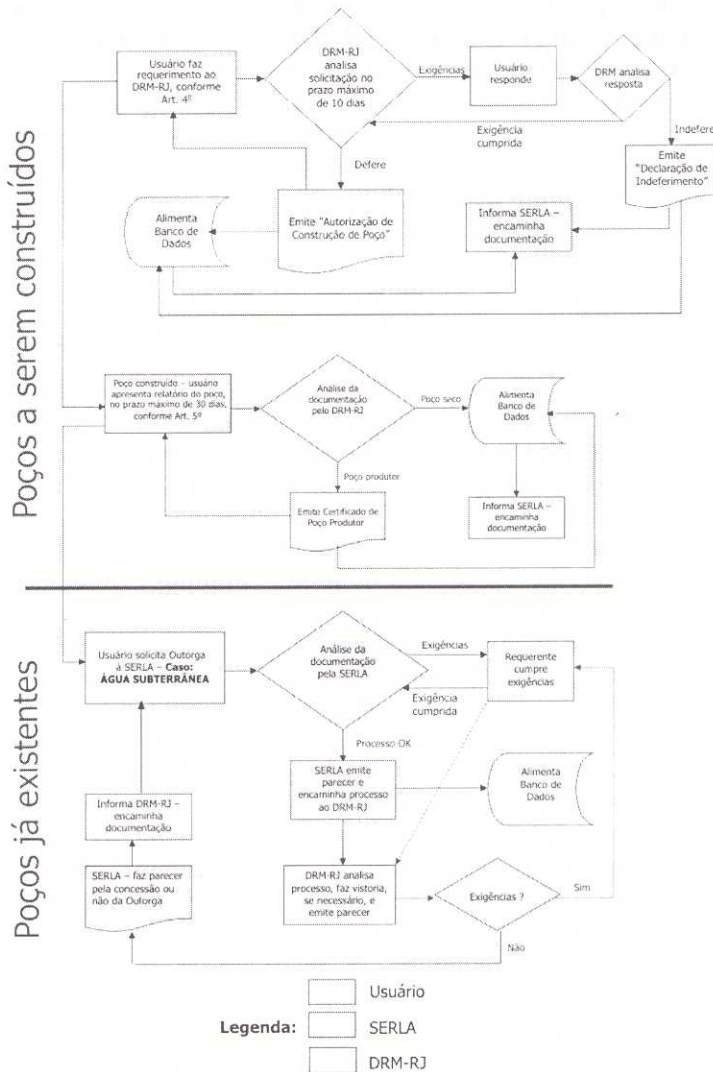 Poços a serem construídos
Usuário faz
requerimento ao
DRM-RJ, conforme
Art. 4º
DRM-RJ
analisa
solicitação no
prazo máximo
de 10 dias
Exigências
Usuário
responde
DRM analisa
resposta
Exigência
cumprida
Indefere
Defere
Emite
"Declaração de
Indeferimento"
Alimenta
Banco de
Dados
Emite "Autorização de
Construção de Poço"
Informa SERLA –
encaminha
documentação
Poço construído – usuário
apresenta relatório do poço,
no prazo máximo de 30 dias,
conforme Art. 5º
Análise da
documentação
pelo DRM-RJ
Poço seco
Alimenta
Banco de
Dados
Poço produtor
Emite Certificado de
Poço Produtor
Informa SERLA –
encaminha
documentação
Poços já existentes
Usuário solicita Outorga
à SERLA – Caso:
ÁGUA SUBTERRÂNEA
Análise da
documentação
pela SERLA
Exigências
Requerente
cumpre
exigências
Exigência
cumprida
Processo OK
SERLA emite
parecer e
encaminha processo
ao DRM-RJ
Alimenta
Banco de
Dados
Informa DRM-RJ –
encaminha
documentação
SERLA – faz parecer
pela concessão ou
não da Outorga
DRM-RJ analisa
processo, faz vistoria,
se necessário, e
emite parecer
Exigências ?
Sim
Não
Legenda:
Usuário
SERLA
DRM-RJ